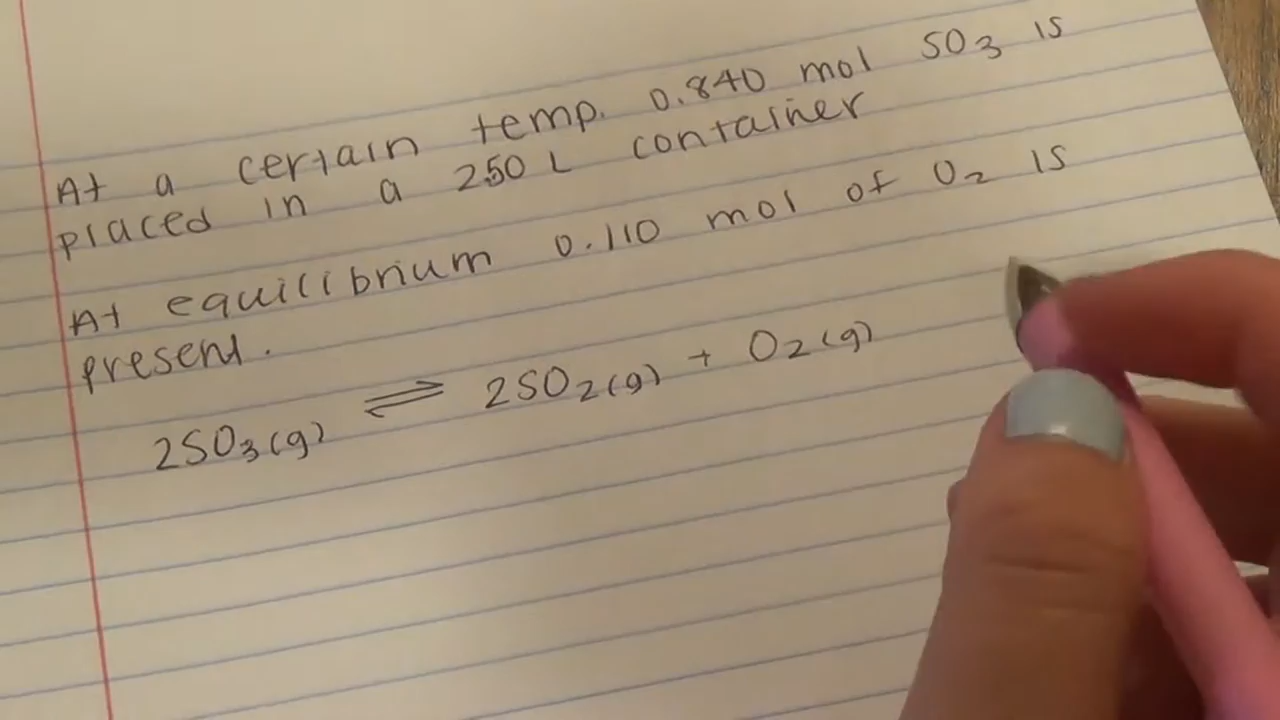 At a certain temp. 0.840 mol SO3 is
placed in a 2.50 L container
At equilibrium 0.110 mol of O2 is
present.
2SO3(g) ⇌ 2SO2(g) + O2(g)